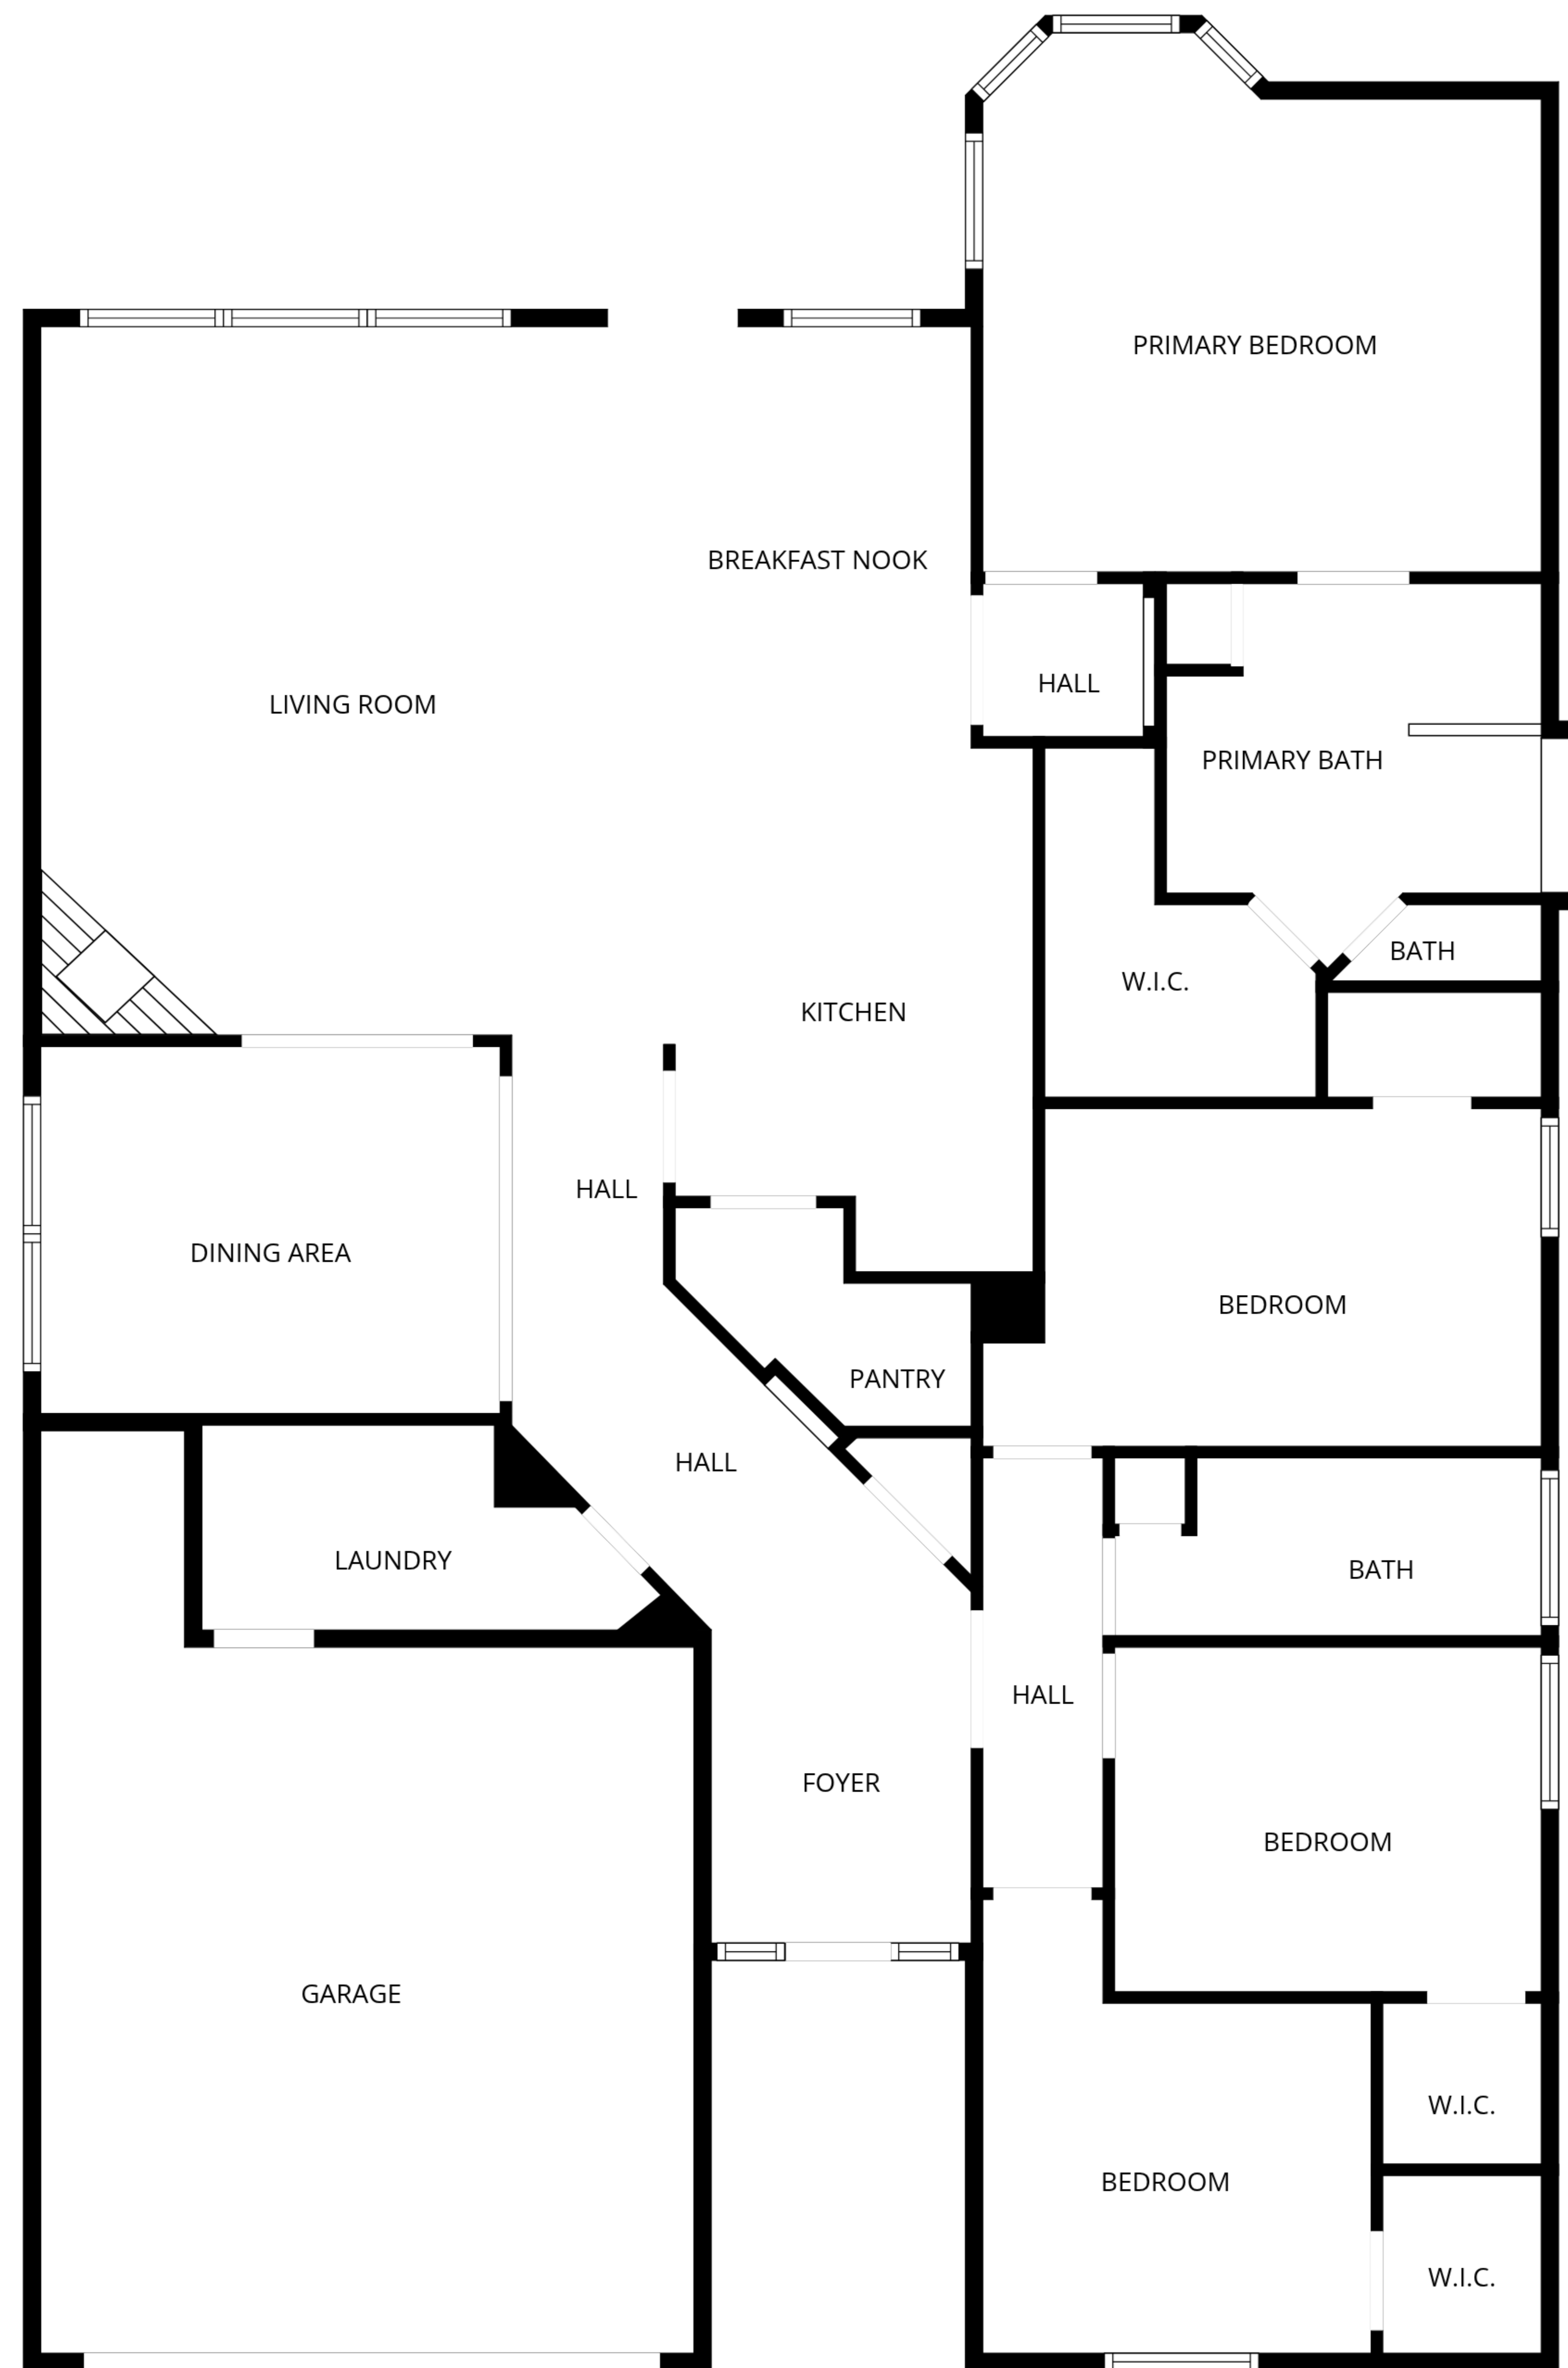 PRIMARY BEDROOM
BREAKFAST NOOK
HALL
LIVING ROOM
PRIMARY BATH
BATH
W.I.C.
KITCHEN
HALL
DINING AREA
BEDROOM
PANTRY
HALL
LAUNDRY
BATH
HALL
FOYER
BEDROOM
GARAGE
W.I.C.
BEDROOM
W.I.C.